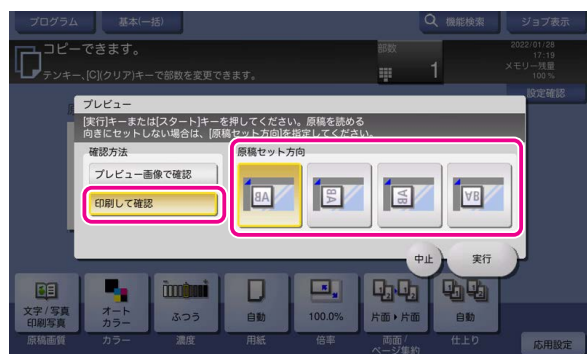 プログラム
基本(一括)
機能検索
ジョブ表示
コピーできます。
テンキー、[C](クリア)キーで部数を変更できます。
部数
1
2022/01/28
17:19
メモリー残量
100%
設定確認
プレビュー
[実行]キーまたは[スタート]キーを押してください。原稿を読める
向きにセットしない場合は、[原稿セット方向]を指定してください。
確認方法
原稿セット方向
プレビュー画像で確認
印刷して確認
AB
AB
AB
AB
中止
実行
文字/写真
印刷写真
オート
カラー
ふつう
自動
100.0%
片面▶片面
自動
原稿画質
カラー
濃度
用紙
倍率
両面/
ページ集約
仕上り
応用設定